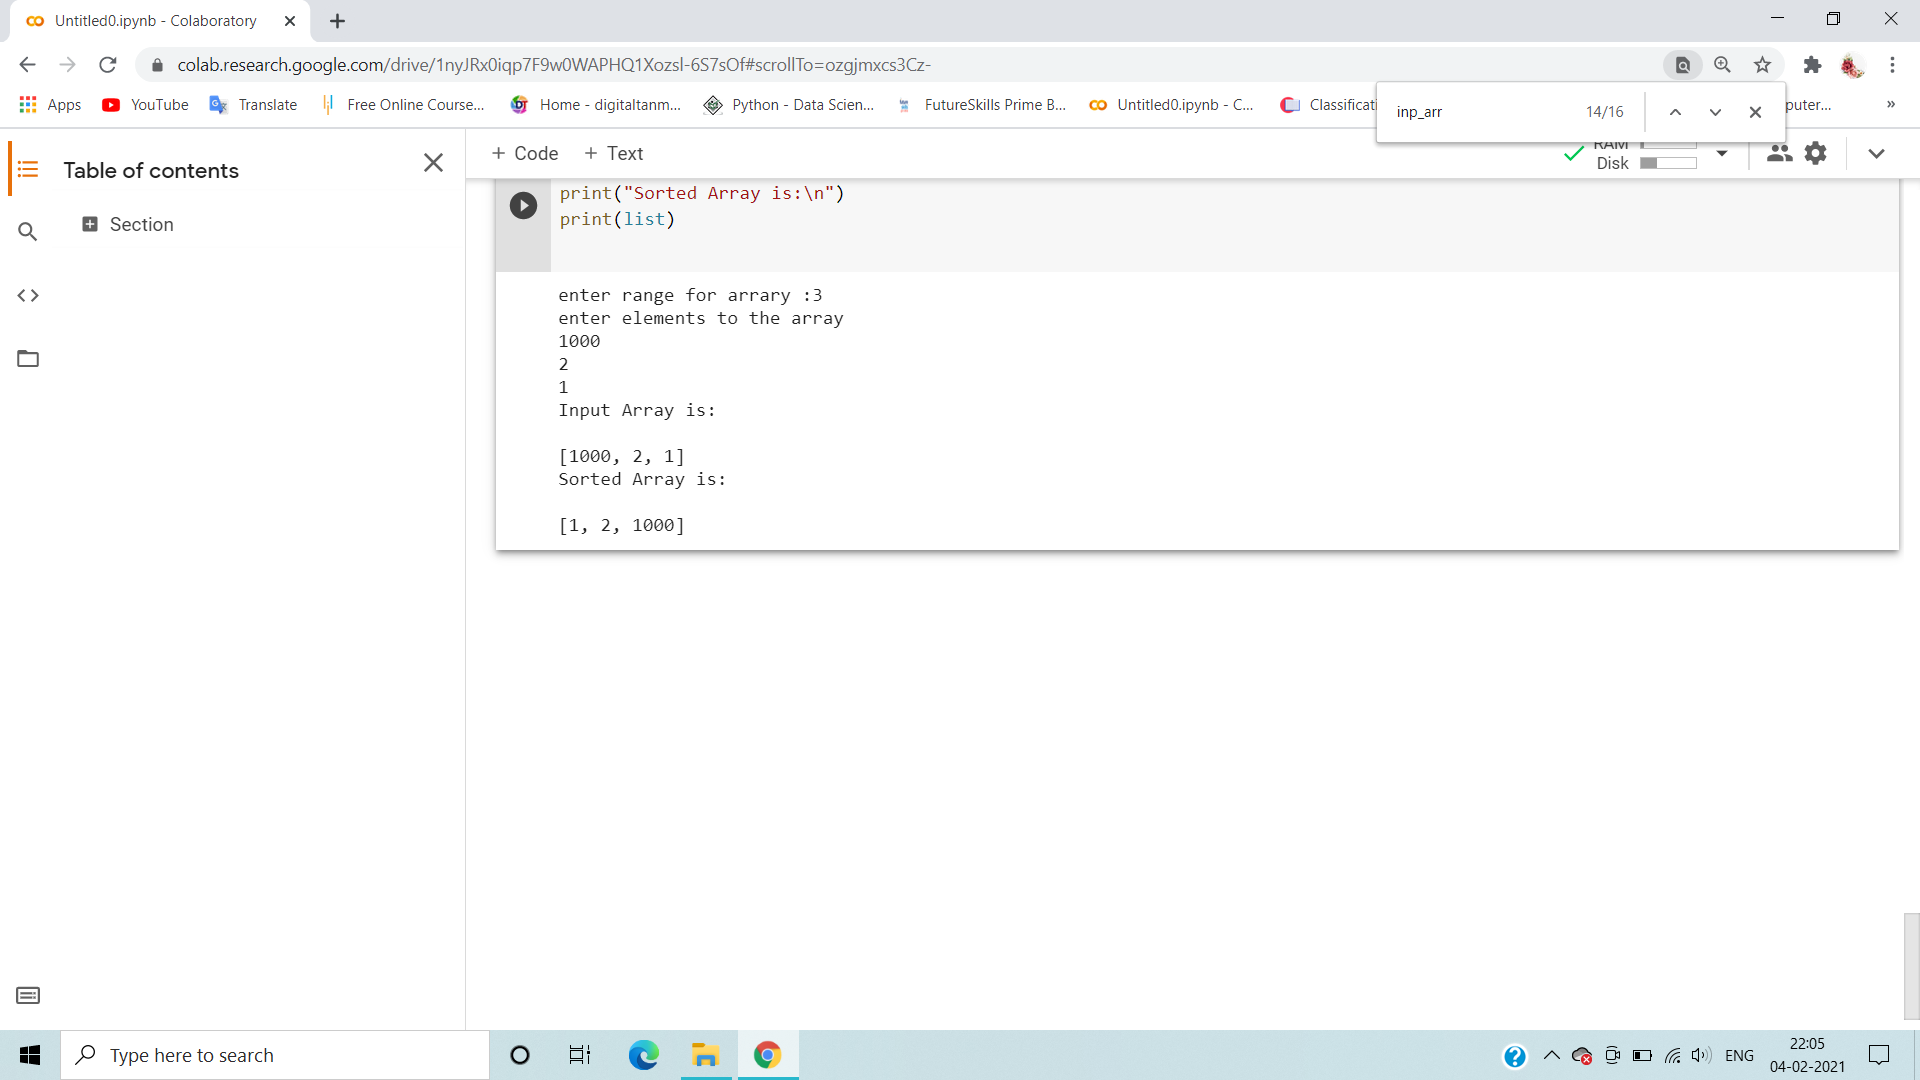 Untitled0.ipynb - Colaboratory
colab.research.google.com/drive/1nyJRx0iqp7F9w0WAPHQ1Xozsl-6S7sOf#scrollTo=ozgjmxcs3Cz-
Apps YouTube Translate Free Online Course... Home - digitaltanm... Python - Data Scien... FutureSkills Prime B... Untitled0.ipynb - C... Classificati puter... »
inp_arr 14/16
Table of contents
Section
+ Code + Text
RAM
Disk
print("Sorted Array is:\n")
print(list)
enter range for arrary :3
enter elements to the array
1000
2
1
Input Array is:
[1000, 2, 1]
Sorted Array is:
[1, 2, 1000]
Type here to search
ENG
22:05
04-02-2021